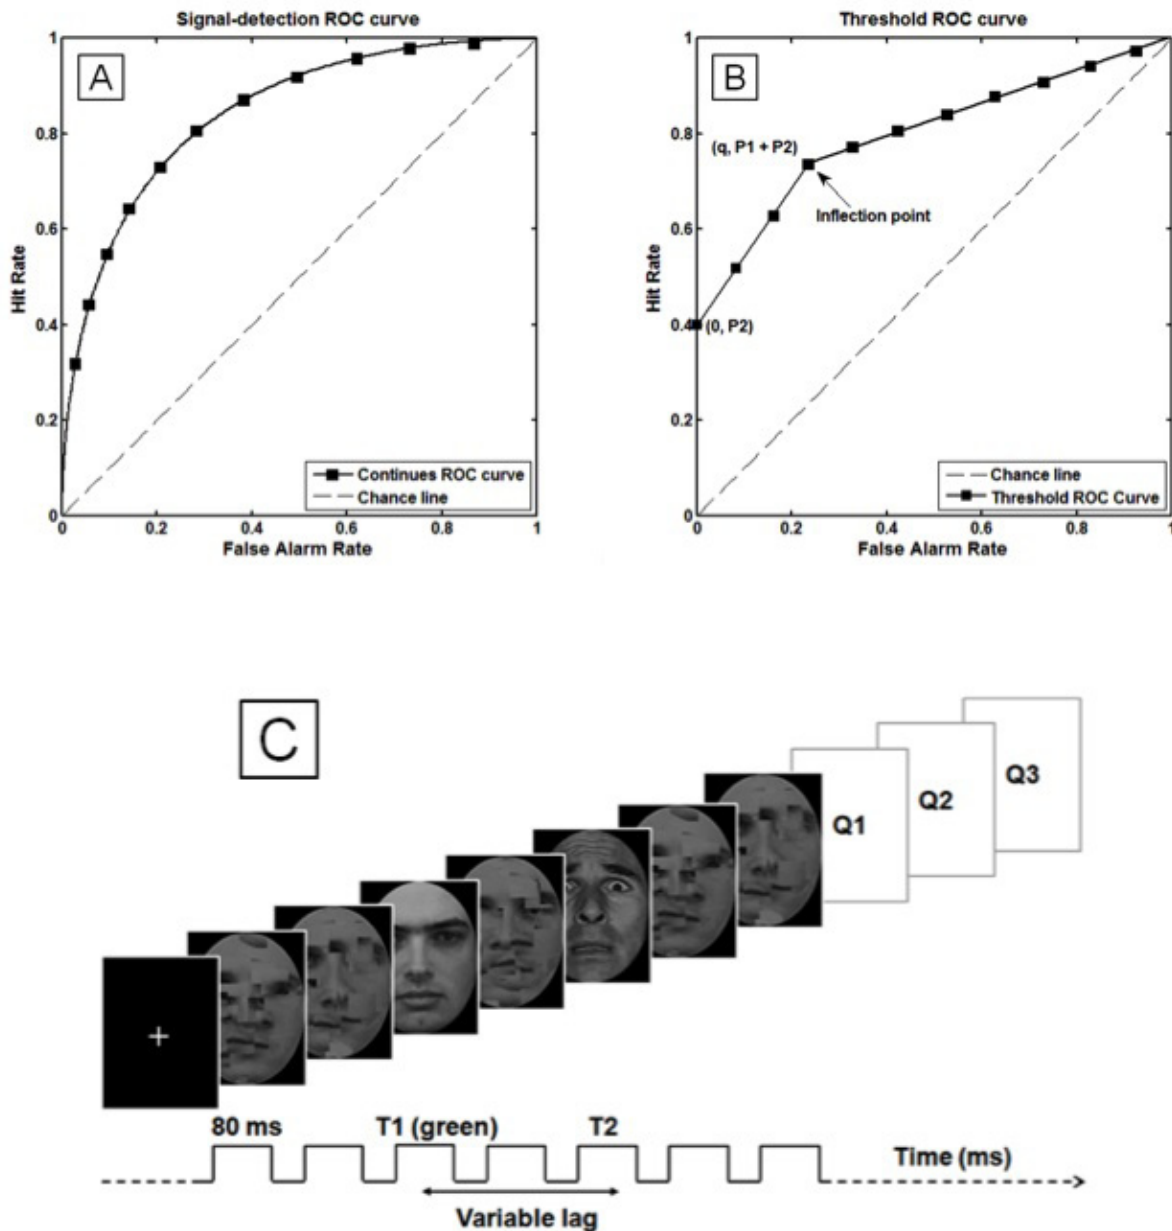 Signal-detection ROC curve
A
1
0.8
0.6
0.4
0.2
0
Hit Rate
0 0.2 0.4 0.6 0.8 1
False Alarm Rate
Continues ROC curve
Chance line
Threshold ROC curve
B
1
0.8
0.6
0.4
0.2
0
Hit Rate
(q, P1 + P2)
Inflection point
(0, P2)
0 0.2 0.4 0.6 0.8 1
False Alarm Rate
Chance line
Threshold ROC Curve
C
Q1
Q2
Q3
80 ms
T1 (green)
T2
Time (ms)
Variable lag